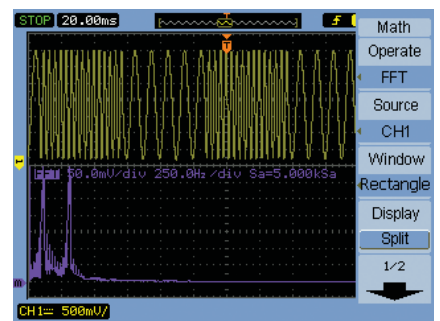 STOP 20.00ms
Math
Operate
FFT
Source
CH1
Window
Rectangle
Display
Split
1/2
T
FFT 50.0mV/div 250.0Hz/div Sa=5.000kSa
m
CH1 500mV/